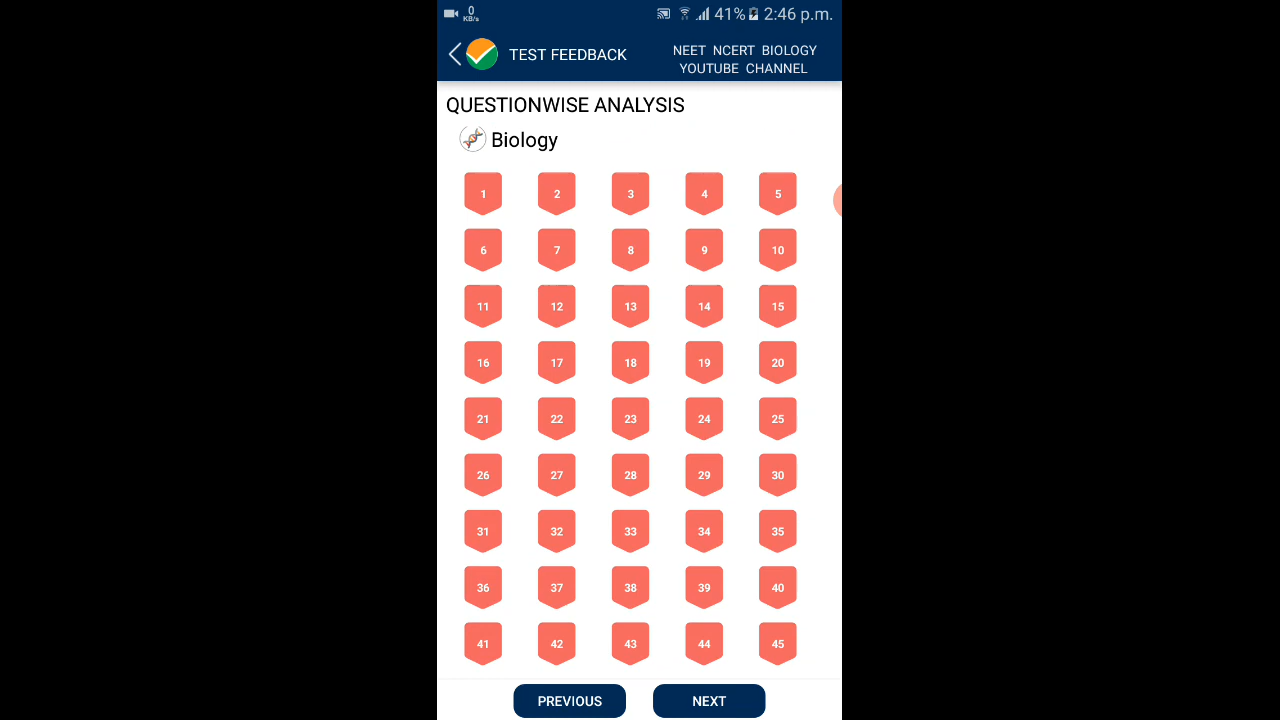 0
KB/s
41% 2:46 p.m.
TEST FEEDBACK
NEET NCERT BIOLOGY
YOUTUBE CHANNEL
QUESTIONWISE ANALYSIS
Biology
1 2 3 4 5
6 7 8 9 10
11 12 13 14 15
16 17 18 19 20
21 22 23 24 25
26 27 28 29 30
31 32 33 34 35
36 37 38 39 40
41 42 43 44 45
PREVIOUS NEXT